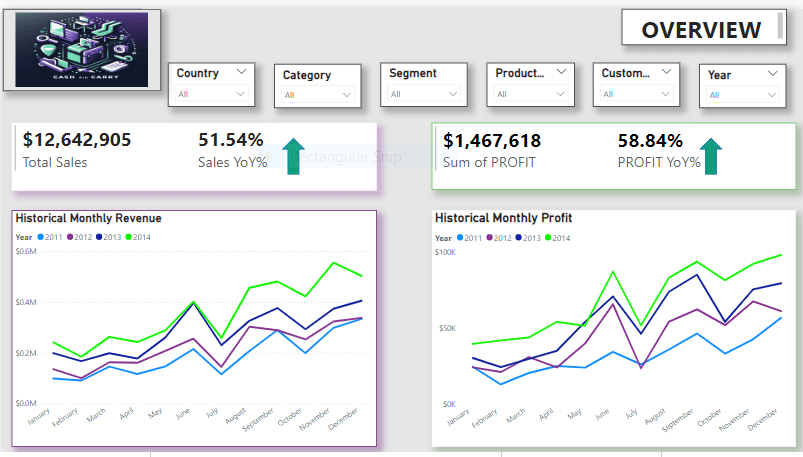 OVERVIEW
CASH AND CARRY
Country
All
Category
All
Segment
All
Product...
All
Custom...
All
Year
All
$12,642,905
Total Sales
51.54%
Sales YoY%
Rectangular Snip
$1,467,618
Sum of PROFIT
58.84%
PROFIT YoY%
Historical Monthly Revenue
Year 2011 2012 2013 2014
$0.6M
$0.4M
$0.2M
$0.0M
January February March April May June July August September October November December
Historical Monthly Profit
Year 2011 2012 2013 2014
$100K
$50K
$0K
January February March April May June July August September October November December